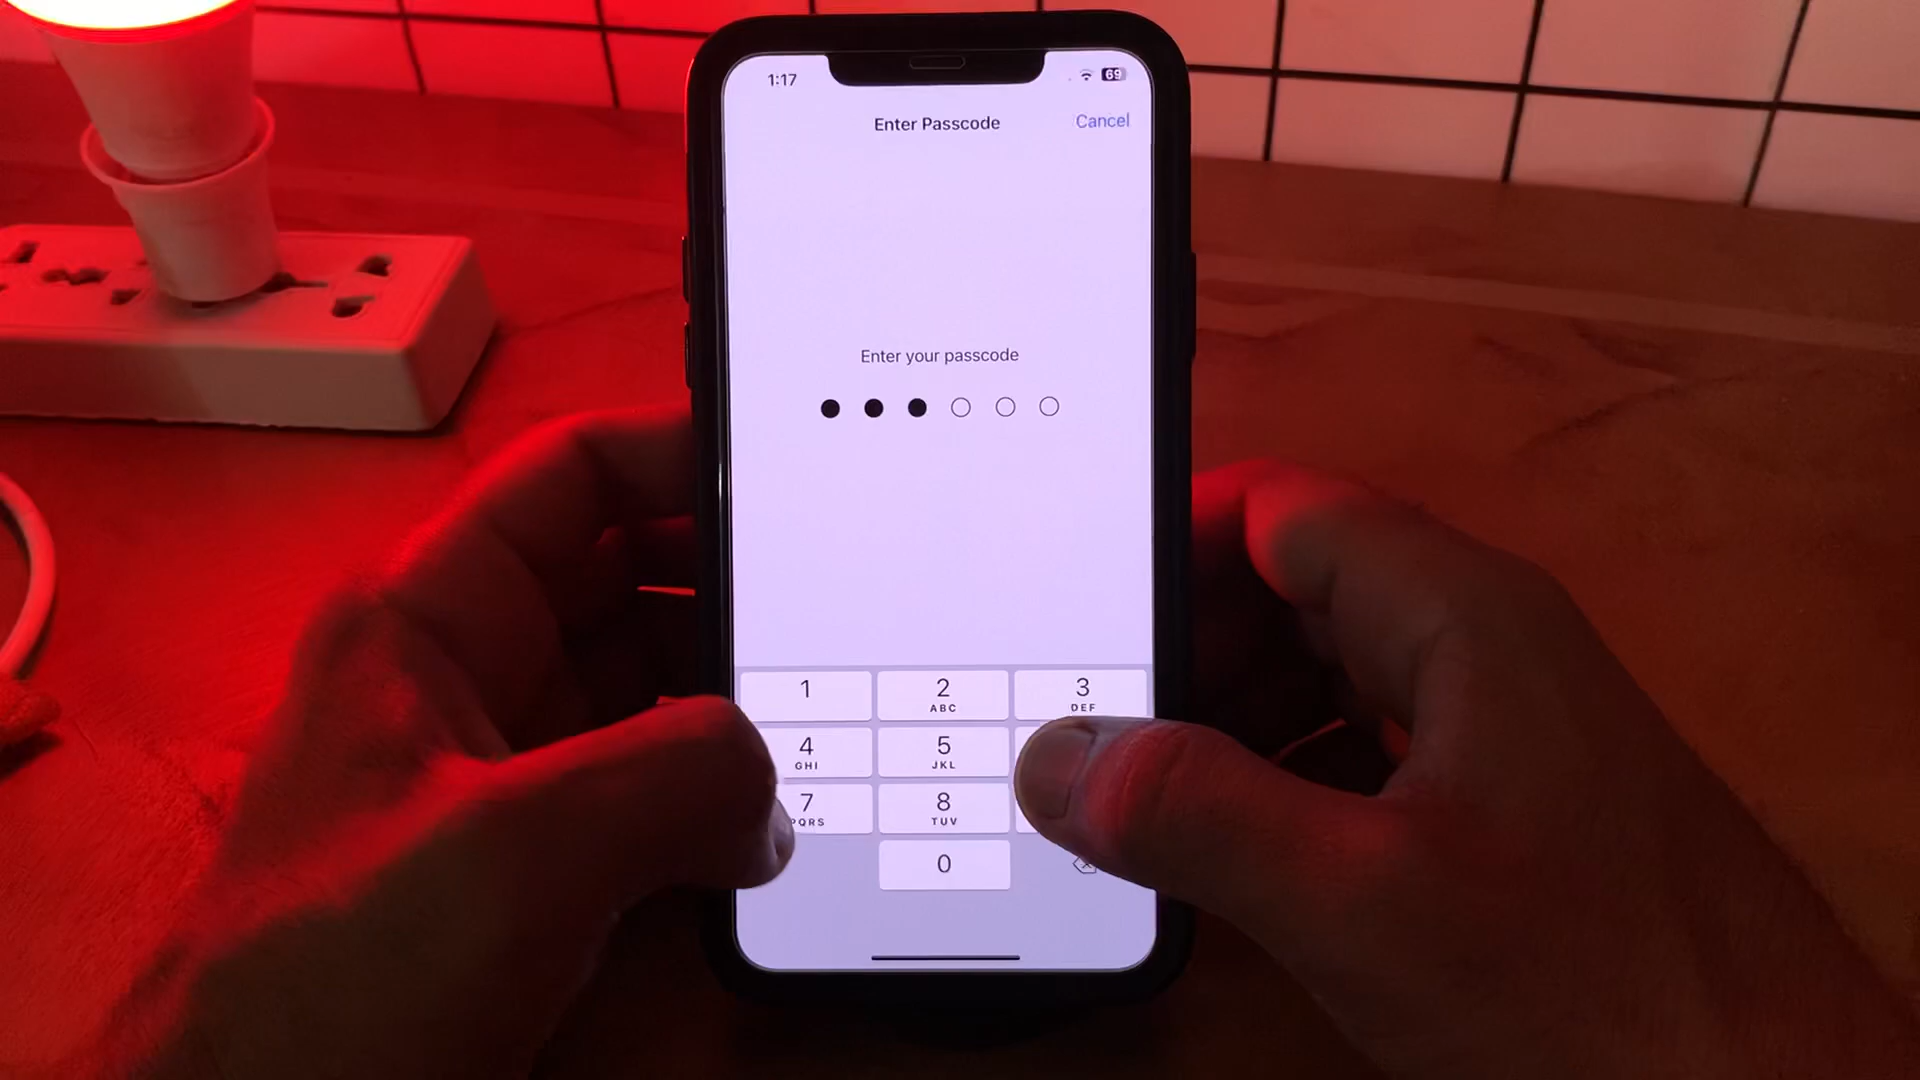 1:17
69
Enter Passcode
Cancel
Enter your passcode
1
2
3
ABC
DEF
4
5
GHI
JKL
7
8
PQRS
TUV
0